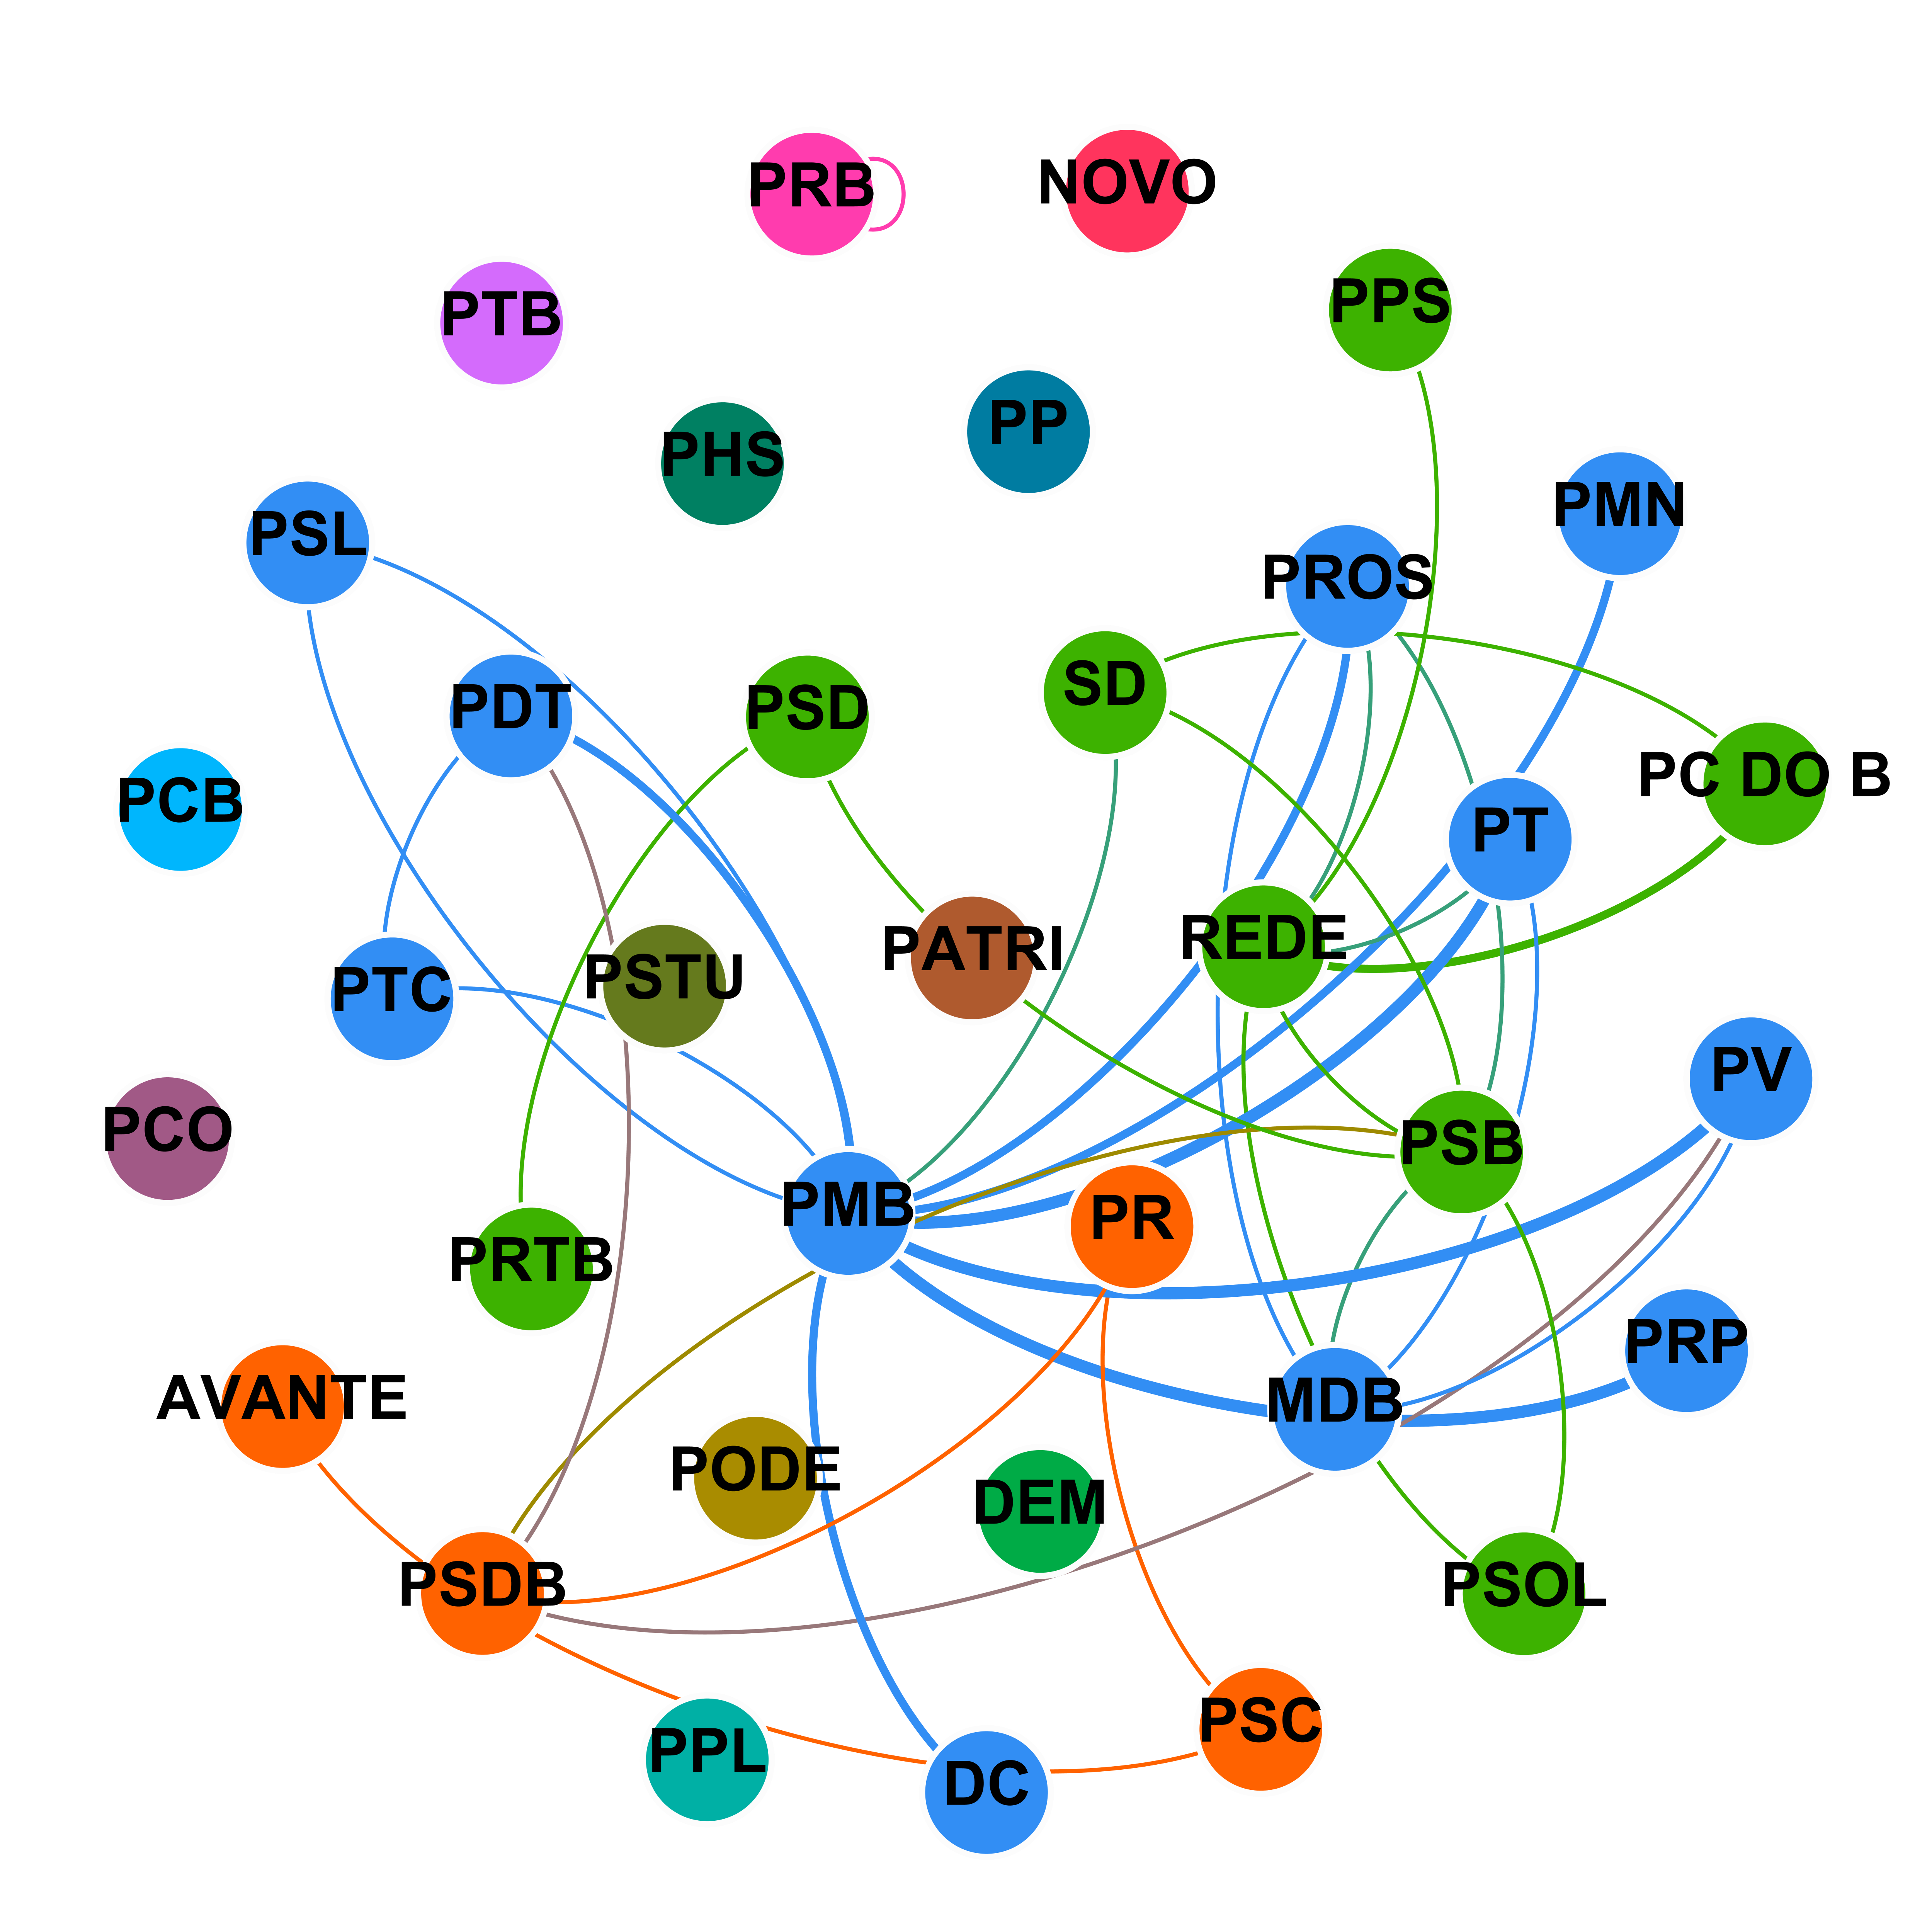 PRB
NOVO
PTB
PPS
PHS
PP
PSL
PMN
PROS
PDT
PSD
SD
PCB
PC DO B
PT
PTC
PSTU
PATRI
REDE
PCO
PV
PMB
PSB
PRTB
PR
AVANTE
PRP
MDB
PODE
DEM
PSDB
PSOL
PPL
PSC
DC